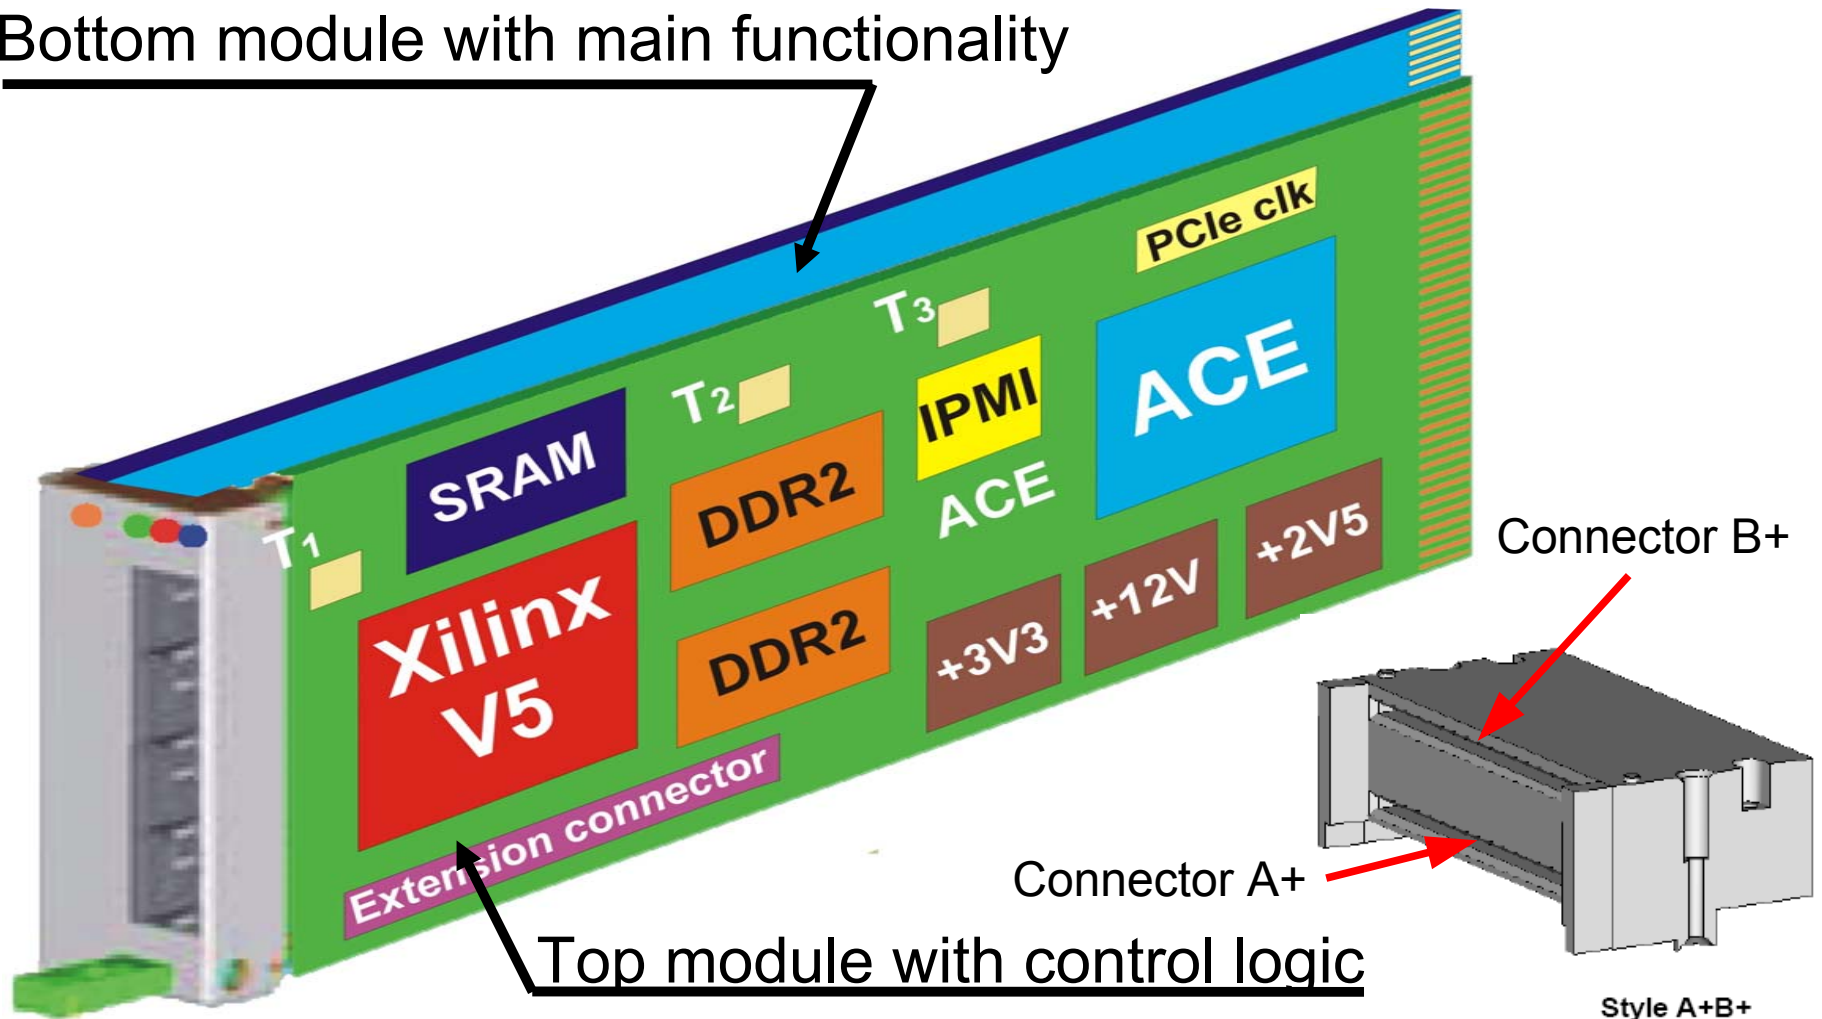 Bottom module with main functionality
PCIe clk
T3
T2
IPMI
ACE
SRAM
DDR2
ACE
T1
+2V5
+12V
+3V3
Xilinx
V5
DDR2
Extension connector
Connector B+
Connector A+
Top module with control logic
Style A+B+